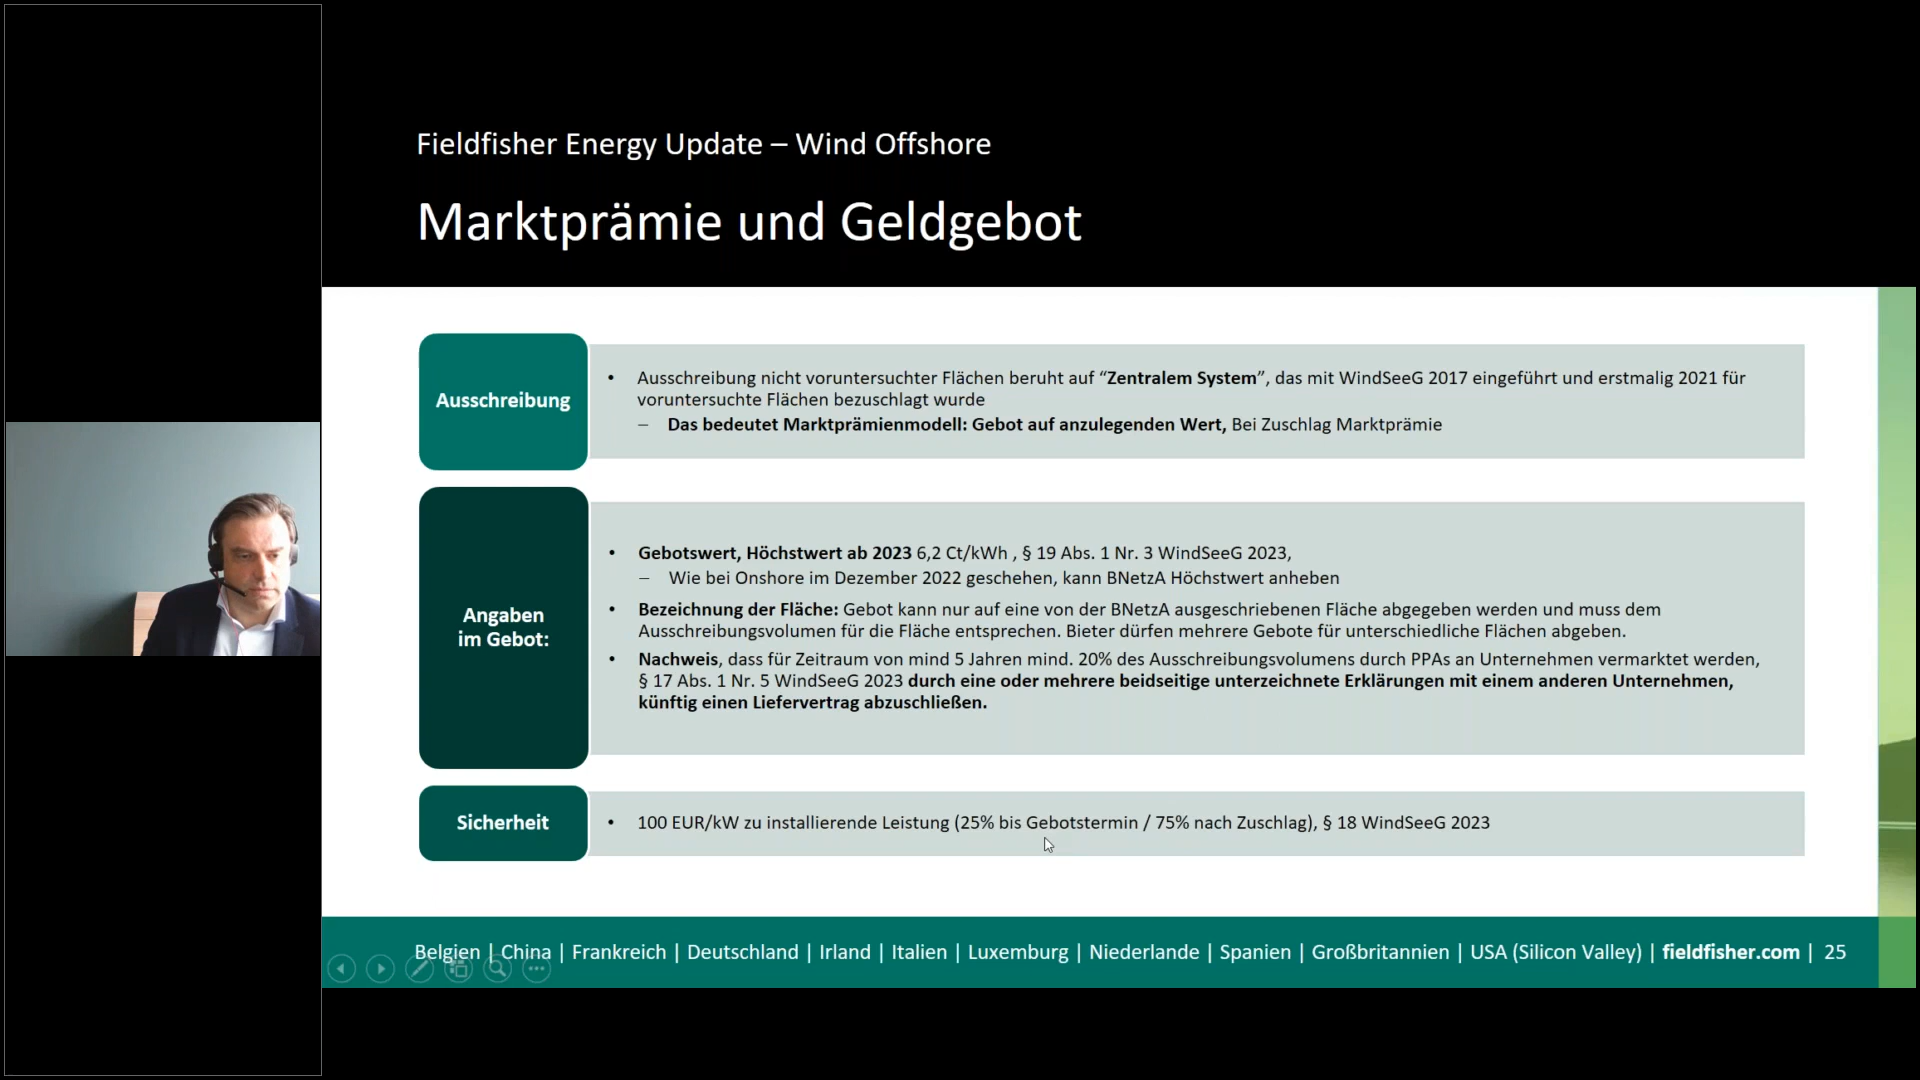 Fieldfisher Energy Update – Wind Offshore
Marktprämie und Geldgebot
Ausschreibung
• Ausschreibung nicht voruntersuchter Flächen beruht auf “Zentralem System”, das mit WindSeeG 2017 eingeführt und erstmalig 2021 für
voruntersuchte Flächen bezuschlagt wurde
– Das bedeutet Marktprämienmodell: Gebot auf anzulegenden Wert, Bei Zuschlag Marktprämie
Angaben
im Gebot:
• Gebotswert, Höchstwert ab 2023 6,2 Ct/kWh , § 19 Abs. 1 Nr. 3 WindSeeG 2023,
– Wie bei Onshore im Dezember 2022 geschehen, kann BNetzA Höchstwert anheben
• Bezeichnung der Fläche: Gebot kann nur auf eine von der BNetzA ausgeschriebenen Fläche abgegeben werden und muss dem
Ausschreibungsvolumen für die Fläche entsprechen. Bieter dürfen mehrere Gebote für unterschiedliche Flächen abgeben.
• Nachweis, dass für Zeitraum von mind 5 Jahren mind. 20% des Ausschreibungsvolumens durch PPAs an Unternehmen vermarktet werden,
§ 17 Abs. 1 Nr. 5 WindSeeG 2023 durch eine oder mehrere beidseitige unterzeichnete Erklärungen mit einem anderen Unternehmen,
künftig einen Liefervertrag abzuschließen.
Sicherheit
• 100 EUR/kW zu installierende Leistung (25% bis Gebotstermin / 75% nach Zuschlag), § 18 WindSeeG 2023
Belgien | China | Frankreich | Deutschland | Irland | Italien | Luxemburg | Niederlande | Spanien | Großbritannien | USA (Silicon Valley) | fieldfisher.com | 25